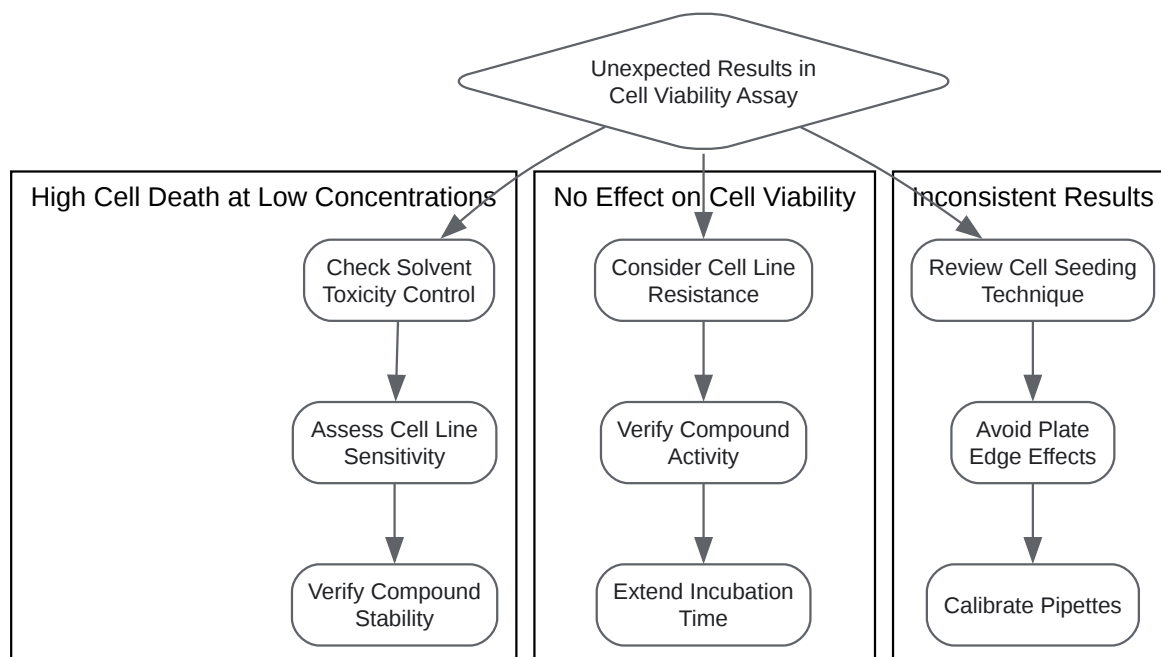 Unexpected Results in
Cell Viability Assay
High Cell Death at Low Concentrations
Check Solvent
Toxicity Control
Assess Cell Line
Sensitivity
Verify Compound
Stability
No Effect on Cell Viability
Consider Cell Line
Resistance
Verify Compound
Activity
Extend Incubation
Time
Inconsistent Results
Review Cell Seeding
Technique
Avoid Plate
Edge Effects
Calibrate Pipettes